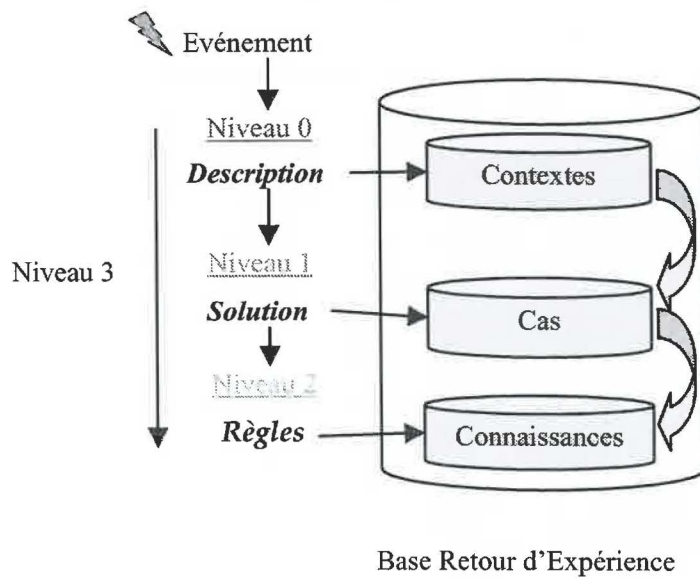 Evénement
Niveau 0
Description
Contextes
Niveau 1
Niveau 3
Solution
Cas
Niveau 2
Règles
Connaissances
Base Retour d'Expérience